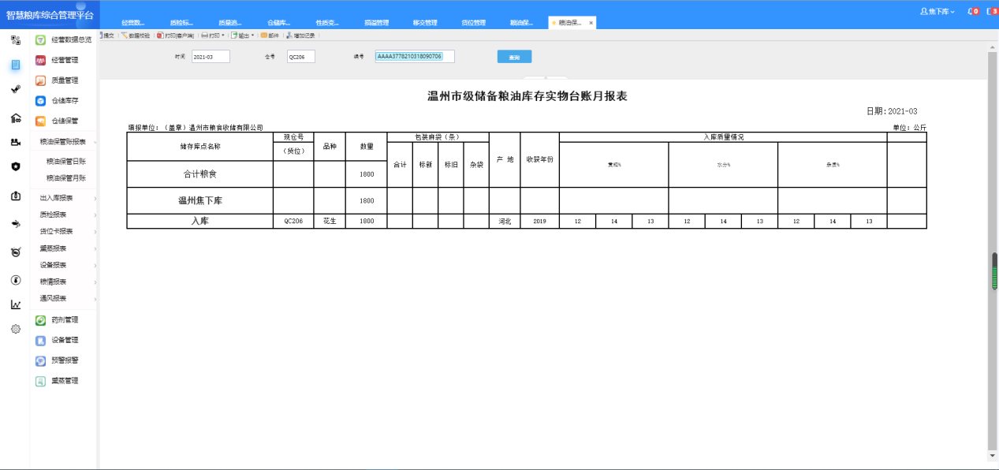 智慧粮库综合管理平台
经营数... 质检标... 质量追... 仓储库... 性质变... 损溢管理 移交管理 货位管理 粮油保... 粮油保... ×
焦下库 0 3
提交 数据校验 打印[客户端] 打印 输出 邮件 增加记录
时间 2021-03 仓号 QC206 编号 AAAA3778210318090706 查询
经营数据总览
经营管理
质量管理
仓储库存
仓储保管
粮油保管账报表
粮油保管日账
粮油保管月账
出入库报表
质检报表
货位卡报表
熏蒸报表
设备报表
粮情报表
通风报表
药剂管理
设备管理
预警报警
熏蒸管理
温州市级储备粮油库存实物台账月报表
日期:2021-03
填报单位：（盖章）温州市粮食收储有限公司 单位：公斤
储存库点名称 现仓号 （货位） 品种 数量 包装麻袋（条） 产 地 收获年份 入库质量情况
合计 标新 标旧 杂袋 水分% 杂质%
合计粮食 1800
温州焦下库 1800
入库 QC206 花生 1800 河北 2019 12 14 13 12 14 13 12 14 13